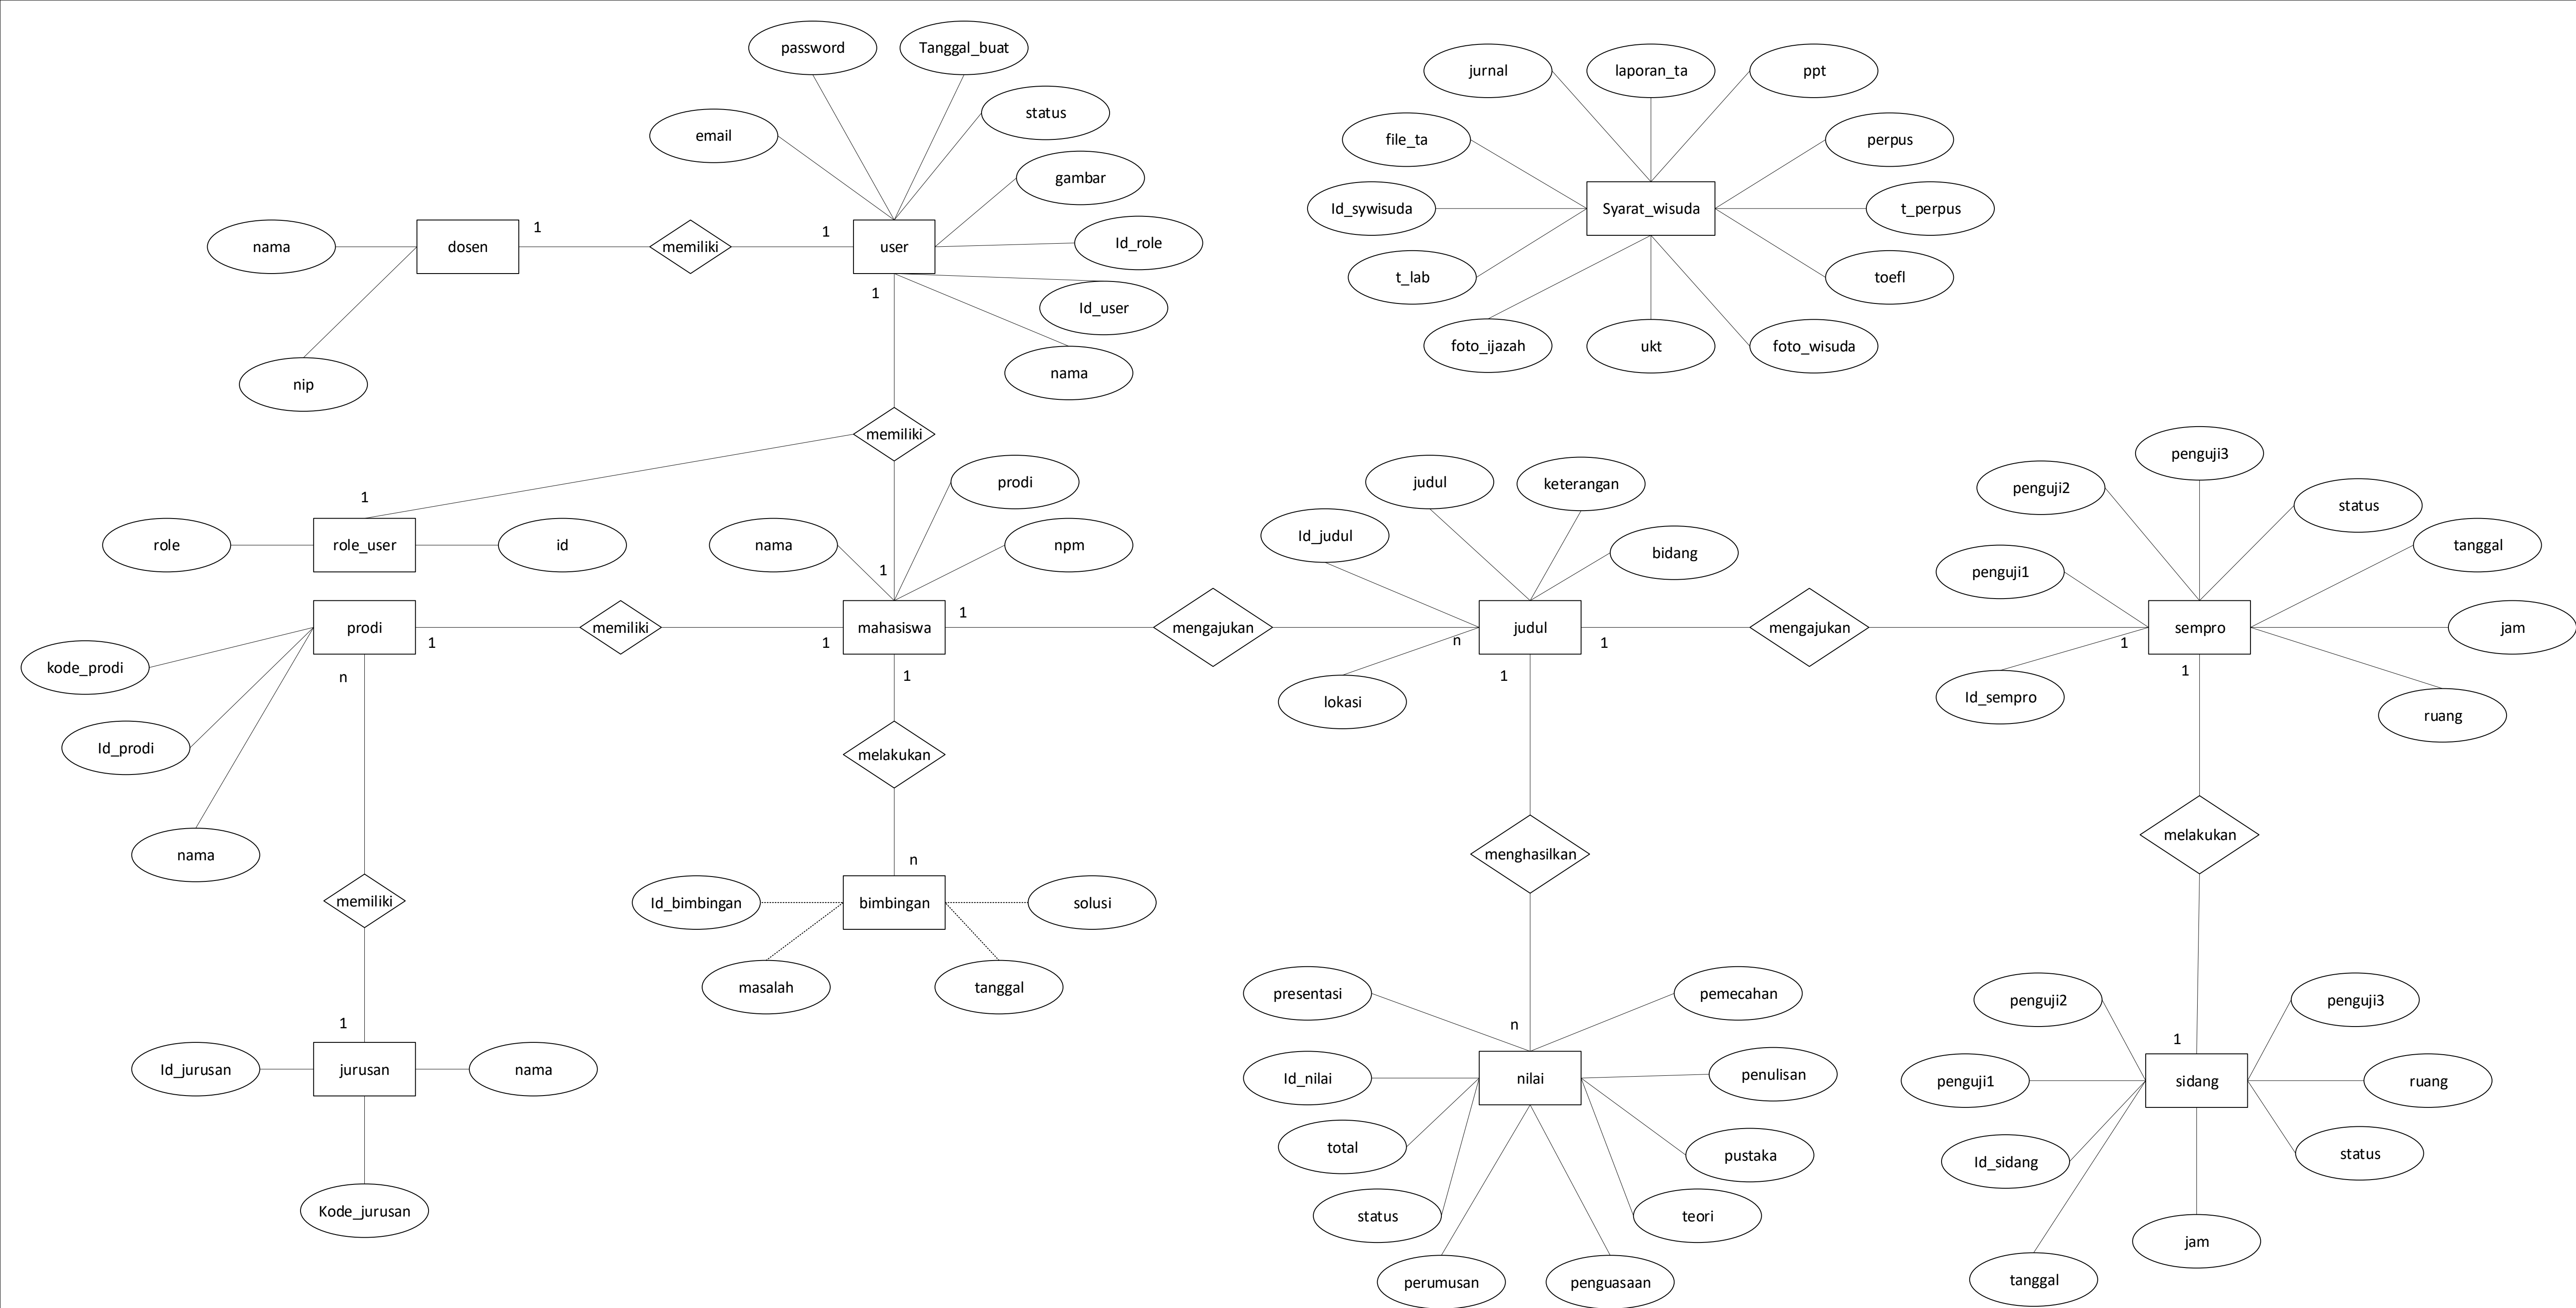 password
Tanggal_buat
jurnal
laporan_ta
ppt
email
status
file_ta
perpus
gambar
nama
dosen
1
memiliki
1
user
Id_role
Id_sywisuda
Syarat_wisuda
t_perpus
1
Id_user
t_lab
toefl
nip
nama
foto_ijazah
ukt
foto_wisuda
memiliki
penguji3
1
prodi
judul
keterangan
penguji2
status
role
role_user
id
nama
1
npm
Id_judul
bidang
penguji1
tanggal
prodi
1
memiliki
1
mahasiswa
1
mengajukan
n
judul
1
mengajukan
1
sempro
jam
kode_prodi
n
1
lokasi
1
1
Id_sempro
ruang
Id_prodi
melakukan
nama
menghasilkan
melakukan
memiliki
n
Id_bimbingan
bimbingan
solusi
masalah
tanggal
presentasi
pemecahan
penguji2
penguji3
1
n
1
Id_jurusan
jurusan
nama
Id_nilai
nilai
penulisan
penguji1
sidang
ruang
total
pustaka
Id_sidang
status
Kode_jurusan
status
teori
jam
perumusan
penguasaan
tanggal